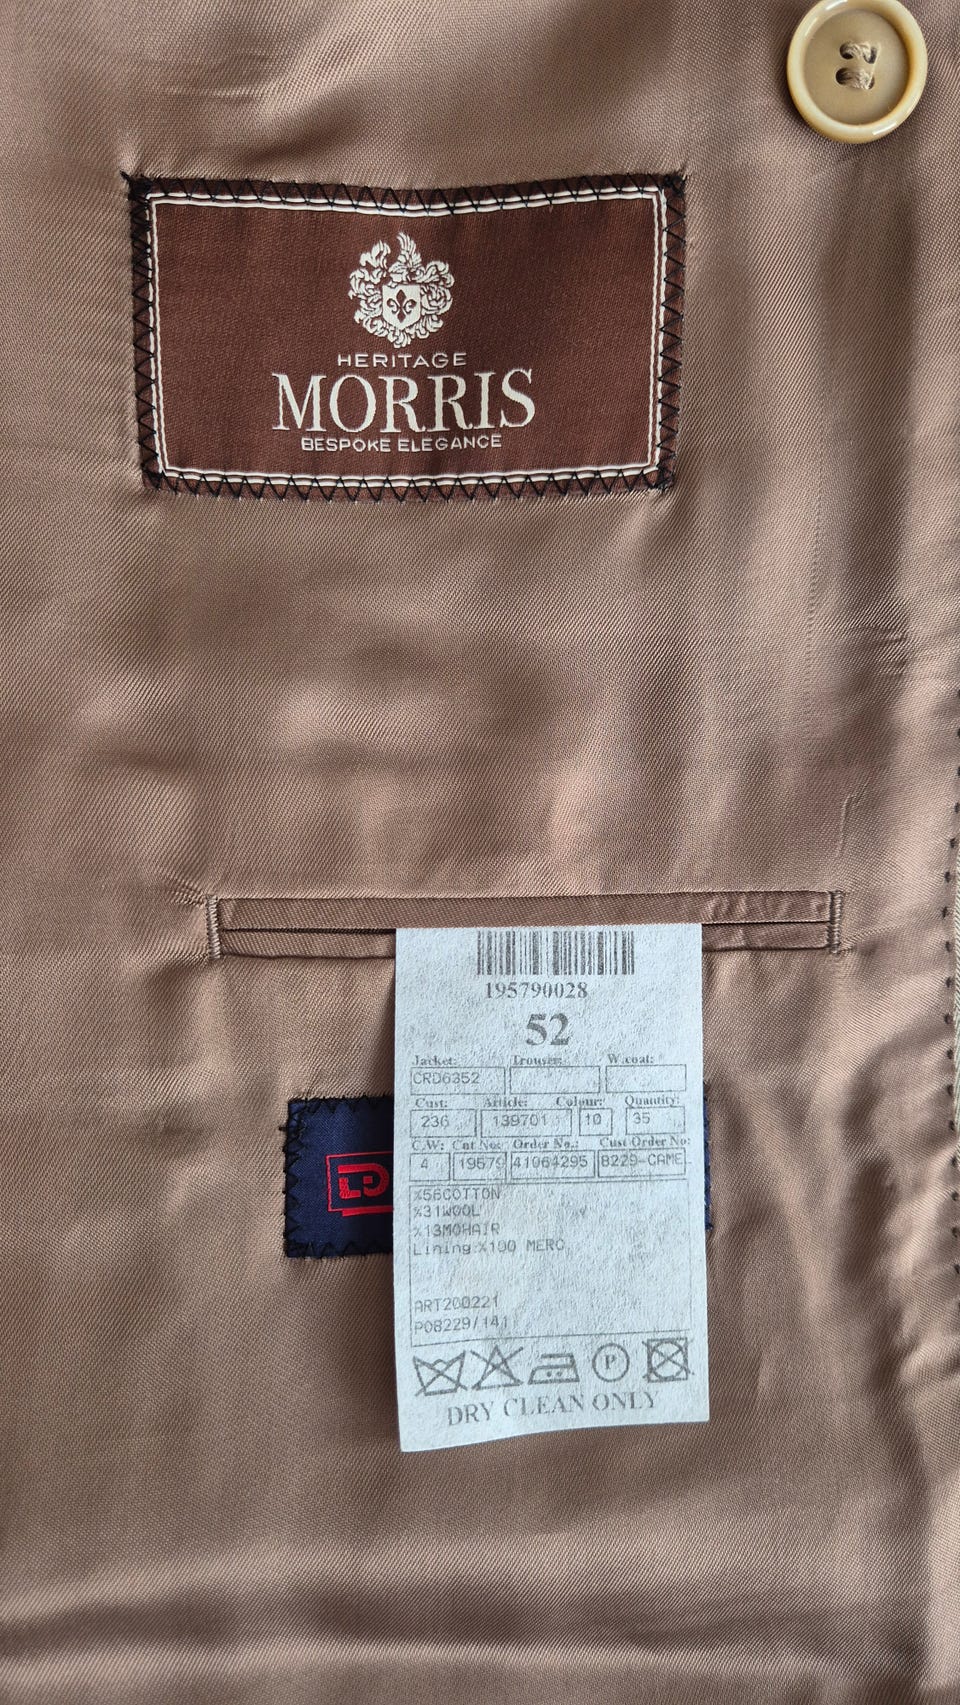 HERITAGE
MORRIS
BESPOKE ELEGANCE
195790028
52
Jacket: Trouser: W.coat:
CRD6352
Cust: Article: Colour: Quantity:
236 139701 10 35
C.W: Cut No: Order No.: Cust Order No:
4 19579 41064295 8229-CAME
%56COTTON
%31WOOL
%13MOHAIR
Lining:%100 MERC
ART200221
P08229/141
P
DRY CLEAN ONLY